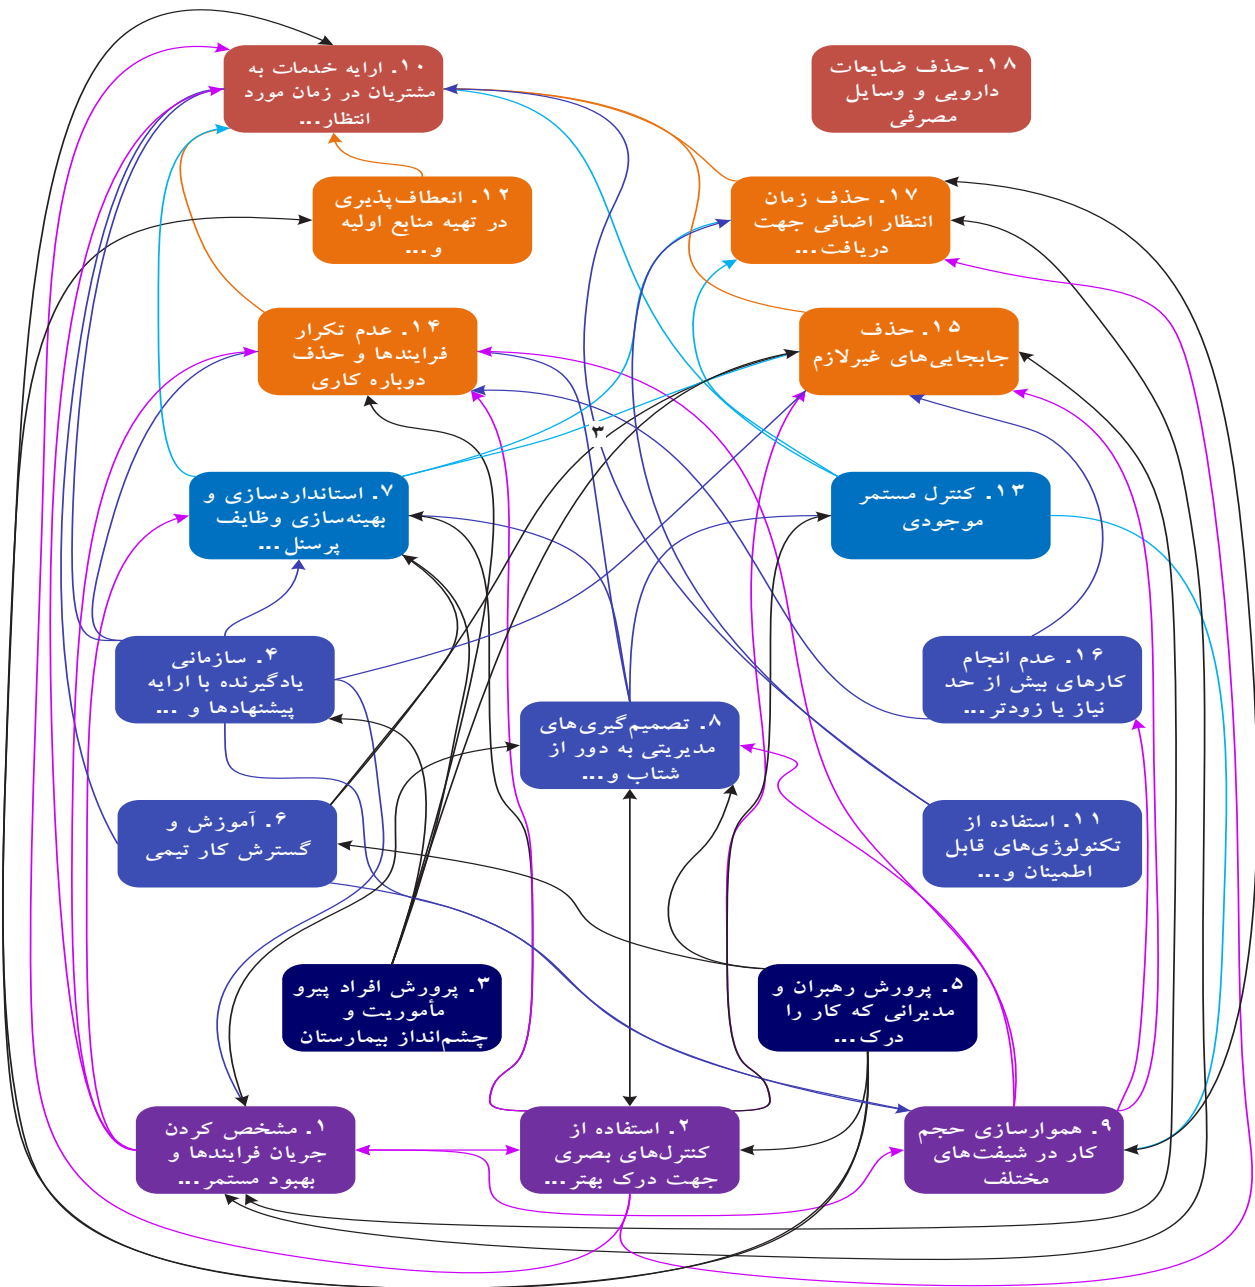 ۱۰. ارایه خدمات به
مشتریان در زمان مورد
انتظار...
۱۸. حذف ضایعات
دارویی و وسایل
مصرفی
۱۲. انعطاف‌پذیری
در تهیه منابع اولیه
و...
۱۷. حذف زمان
انتظار اضافی جهت
دریافت...
۱۴. عدم تکرار
فرایندها و حذف
دوباره کاری
۱۵. حذف
جابجایی‌های غیرلازم
۳
۷. استانداردسازی و
بهینه‌سازی وظایف
پرسنل...
۱۳. کنترل مستمر
موجودی
۴. سازمانی
یادگیرنده با ارایه
پیشنهادها و ...
۱۶. عدم انجام
کارهای بیش از حد
نیاز یا زودتر...
۸. تصمیم‌گیری‌های
مدیریتی به دور از
شتاب و...
۶. آموزش و
گسترش کار تیمی
۱۱. استفاده از
تکنولوژی‌های قابل
اطمینان و...
۳. پرورش افراد پیرو
مأموریت و
چشم‌انداز بیمارستان
۵. پرورش رهبران و
مدیرانی که کار را
درک...
۱. مشخص کردن
جریان فرایندها و
بهبود مستمر...
۲. استفاده از
کنترل‌های بصری
جهت درک بهتر...
۹. هموارسازی حجم
کار در شیفت‌های
مختلف